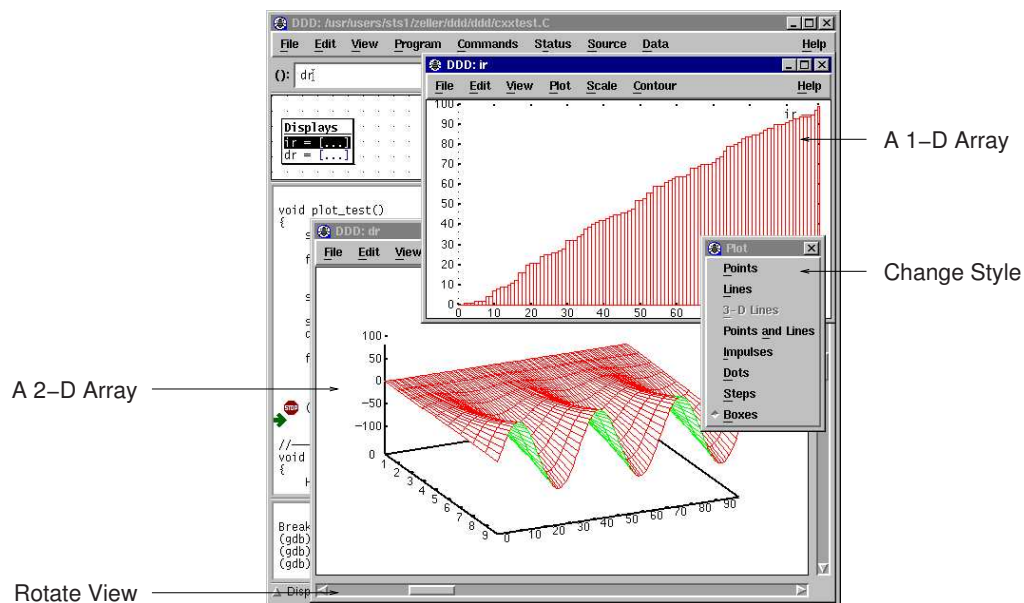 DDD: /usr/users/sts1/zeller/ddd/ddd/cxxtest.C
File Edit View Program Commands Status Source Data Help
(): dr
DDD: ir
File Edit View Plot Scale Contour Help
Displays
ir = [...]
dr = [...]
ir
100
90
80
70
60
50
40
30
20
10
0
0 10 20 30 40 50 60
A 1–D Array
void plot_test()
{
DDD: dr
File Edit View
Plot
Points
Lines
3-D Lines
Points and Lines
Impulses
Dots
Steps
Boxes
Change Style
100
50
0
−50
−100
0
1 2 3 4 5 6 7 8 9
0 10 20 30 40 50 60 70 80 90
A 2–D Array
STOP
(
//
void
{
Break
(gdb)
(gdb)
(gdb)
Disp
Rotate View